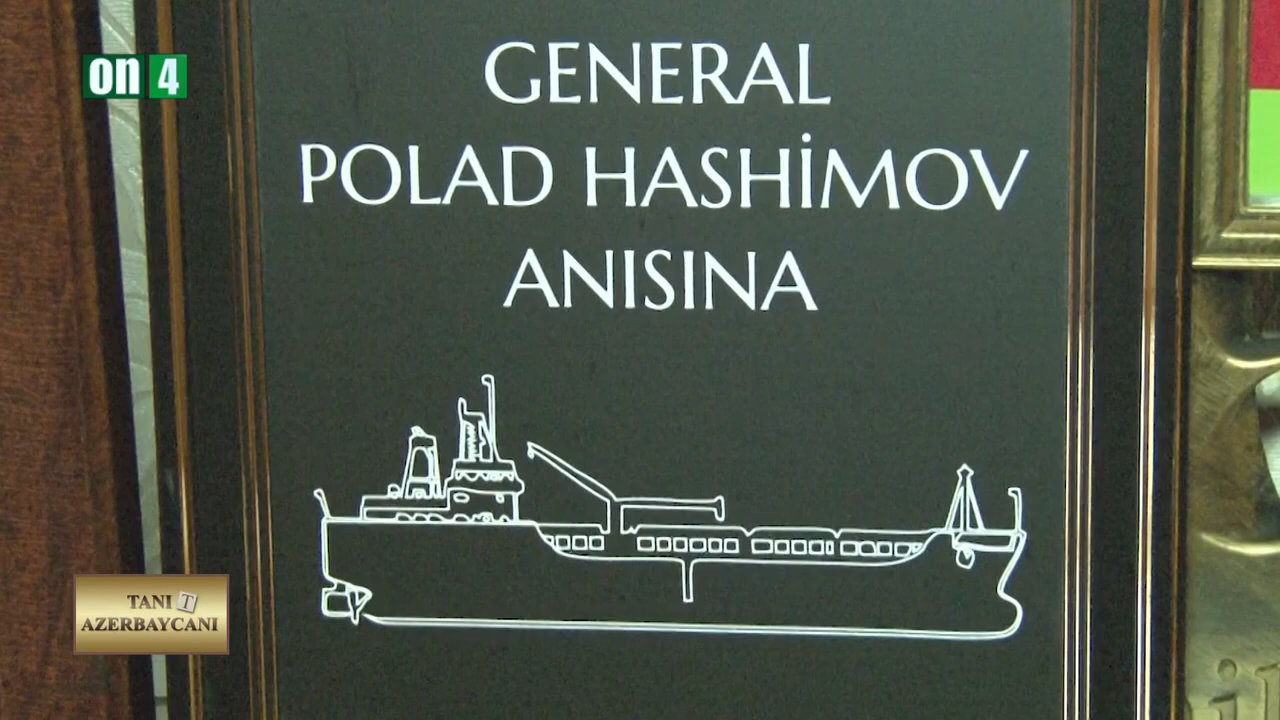 on 4
GENERAL
POLAD HASHİMOV
ANISINA
TANI T
AZERBAYCANI